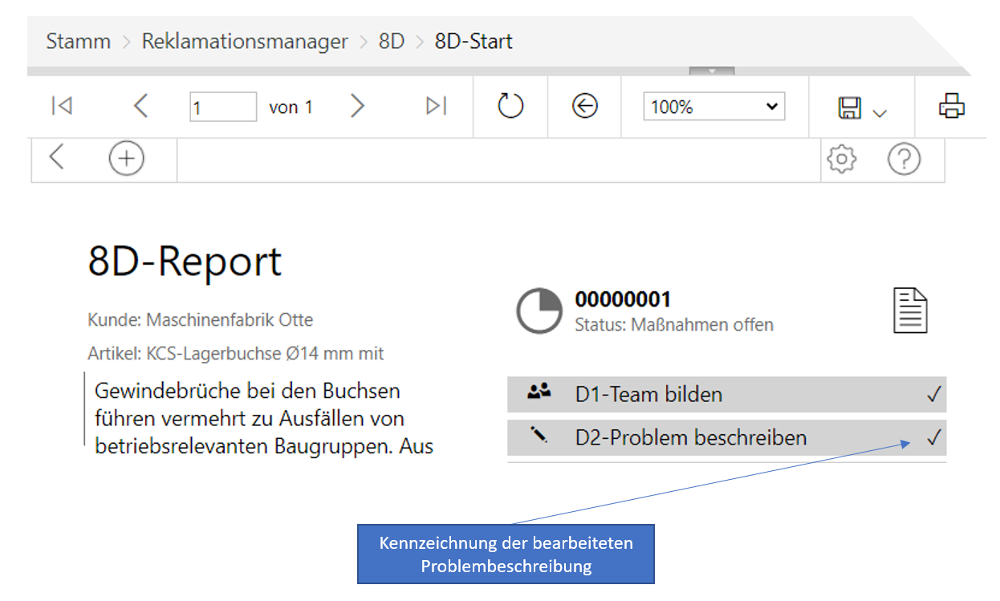 Stamm > Reklamationsmanager > 8D > 8D-Start
1 von 1 100%
8D-Report
Kunde: Maschinenfabrik Otte
Artikel: KCS-Lagerbuchse Ø14 mm mit
Gewindebrüche bei den Buchsen
führen vermehrt zu Ausfällen von
betriebsrelevanten Baugruppen. Aus
00000001
Status: Maßnahmen offen
D1-Team bilden ✓
D2-Problem beschreiben ✓
Kennzeichnung der bearbeiteten
Problembeschreibung